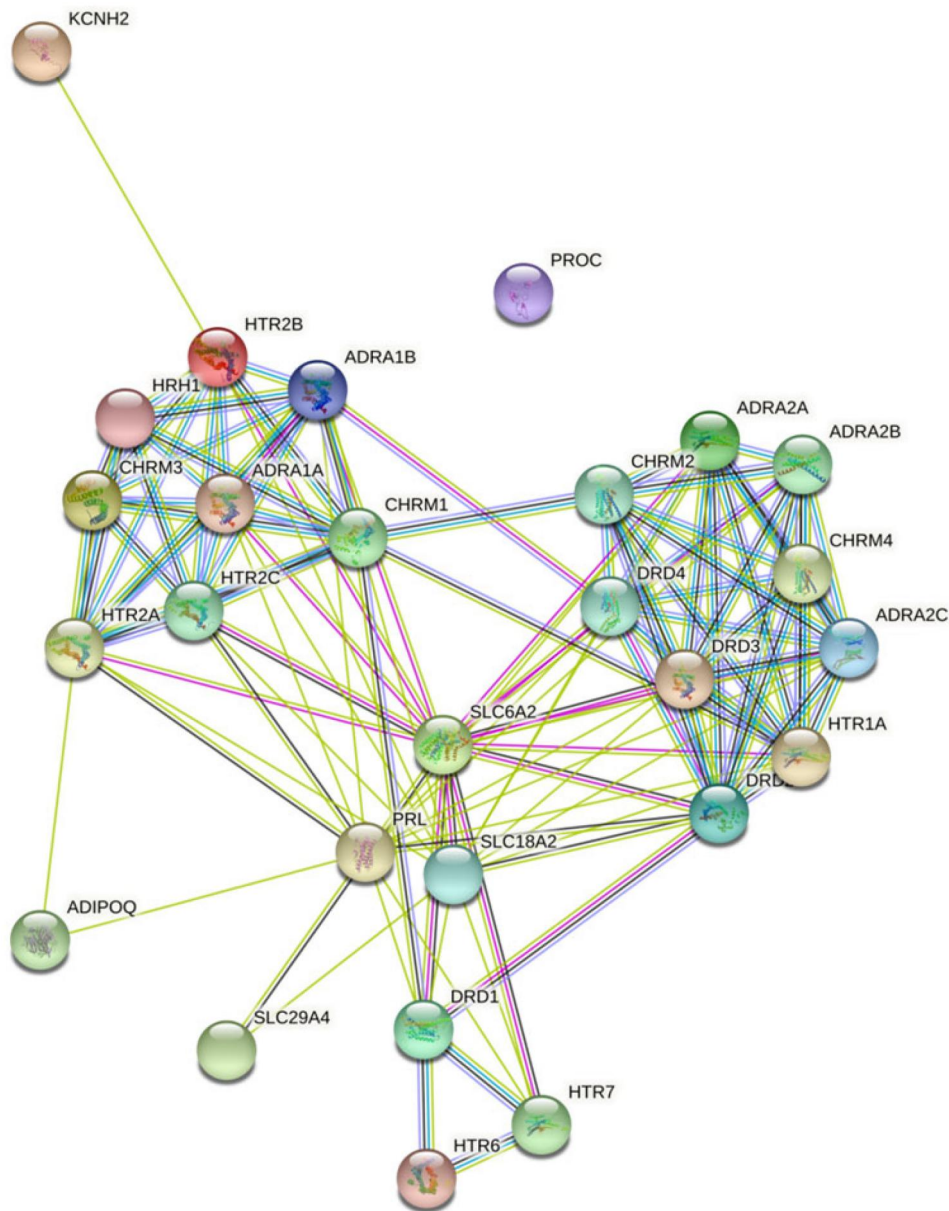 KCNH2
PROC
HTR2B
ADRA1B
HRH1
ADRA2A
ADRA2B
CHRM3
ADRA1A
CHRM2
CHRM1
CHRM4
HTR2C
DRD4
HTR2A
ADRA2C
DRD3
SLC6A2
HTR1A
PRL
SLC18A2
ADIPOQ
DRD1
SLC29A4
HTR7
HTR6